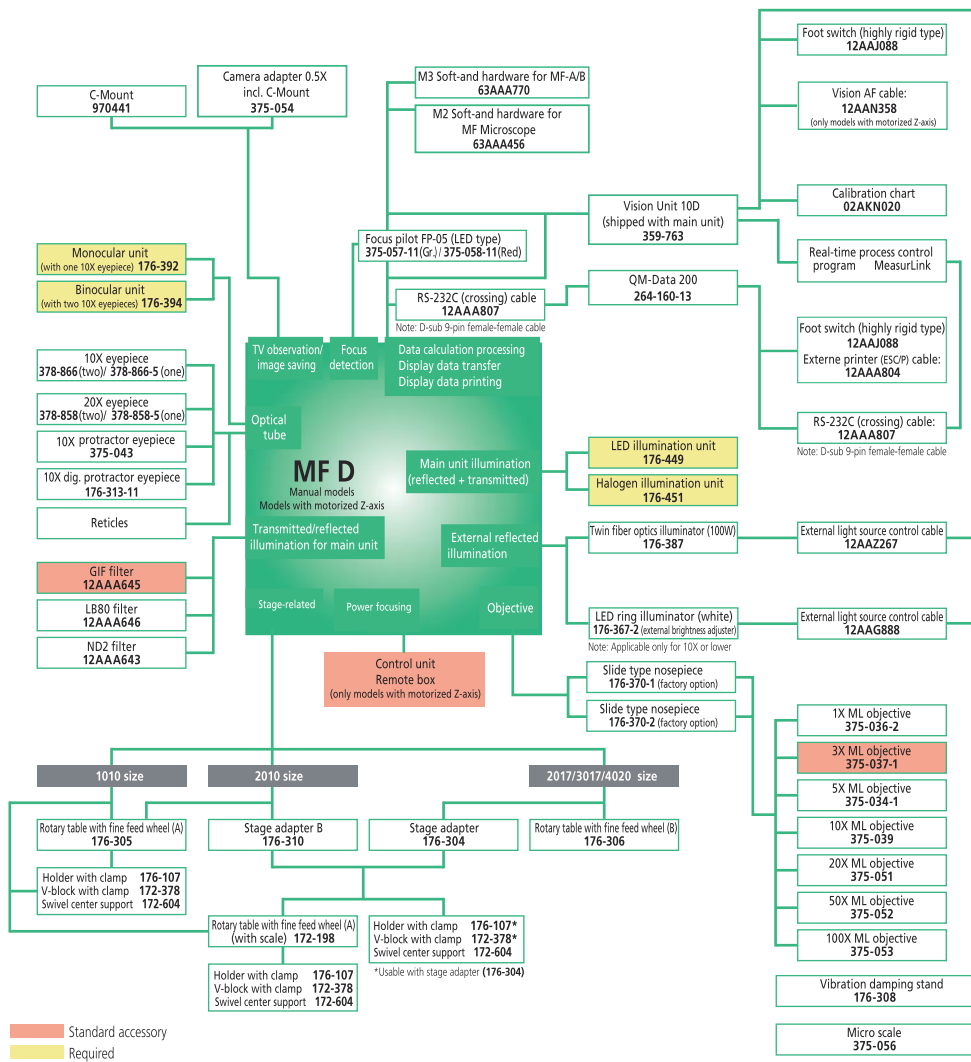 C-Mount
970441
Camera adapter 0.5X
incl. C-Mount
375-054
M3 Soft-and hardware for MF-A/B
63AAA770
M2 Soft-and hardware for
MF Microscope
63AAA456
Foot switch (highly rigid type)
12AAJ088
Vision AF cable:
12AAN358
(only models with motorized Z-axis)
Calibration chart
02AKN020
Vision Unit 10D
(shipped with main unit)
359-763
Real-time process control
program MeasurLink
Focus pilot FP-05 (LED type)
375-057-11(Gr.) / 375-058-11(Red)
Monocular unit
(with one 10X eyepiece) 176-392
Binocular unit
(with two 10X eyepieces) 176-394
RS-232C (crossing) cable
12AAA807
Note: D-sub 9-pin female-female cable
QM-Data 200
264-160-13
Foot switch (highly rigid type)
12AAJ088
Externe printer (ESC/P) cable:
12AAA804
RS-232C (crossing) cable:
12AAA807
Note: D-sub 9-pin female-female cable
TV observation/
image saving
Focus
detection
Data calculation processing
Display data transfer
Display data printing
10X eyepiece
378-866 (two)/ 378-866-5 (one)
20X eyepiece
378-858(two)/ 378-858-5 (one)
10X protractor eyepiece
375-043
10X dig. protractor eyepiece
176-313-11
Reticles
Optical
tube
MF D
Manual models
Models with motorized Z-axis
Main unit illumination
(reflected + transmitted)
LED illumination unit
176-449
Halogen illumination unit
176-451
Transmitted/reflected
illumination for main unit
External reflected
illumination
Twin fiber optics illuminator (100W)
176-387
External light source control cable
12AAZ267
GIF filter
12AAA645
LB80 filter
12AAA646
ND2 filter
12AAA643
Stage-related
Power focusing
Objective
LED ring illuminator (white)
176-367-2 (external brightness adjuster)
Note: Applicable only for 10X or lower
External light source control cable
12AAG888
Control unit
Remote box
(only models with motorized Z-axis)
Slide type nosepiece
176-370-1 (factory option)
Slide type nosepiece
176-370-2 (factory option)
1X ML objective
375-036-2
3X ML objective
375-037-1
5X ML objective
375-034-1
10X ML objective
375-039
20X ML objective
375-051
50X ML objective
375-052
100X ML objective
375-053
1010 size
2010 size
2017/3017/4020 size
Rotary table with fine feed wheel (A)
176-305
Stage adapter B
176-310
Stage adapter
176-304
Rotary table with fine feed wheel (B)
176-306
Holder with clamp 176-107
V-block with clamp 172-378
Swivel center support 172-604
Rotary table with fine feed wheel (A)
(with scale) 172-198
Holder with clamp 176-107*
V-block with clamp 172-378*
Swivel center support 172-604
*Usable with stage adapter (176-304)
Holder with clamp 176-107
V-block with clamp 172-378
Swivel center support 172-604
Vibration damping stand
176-308
Micro scale
375-056
Standard accessory
Required